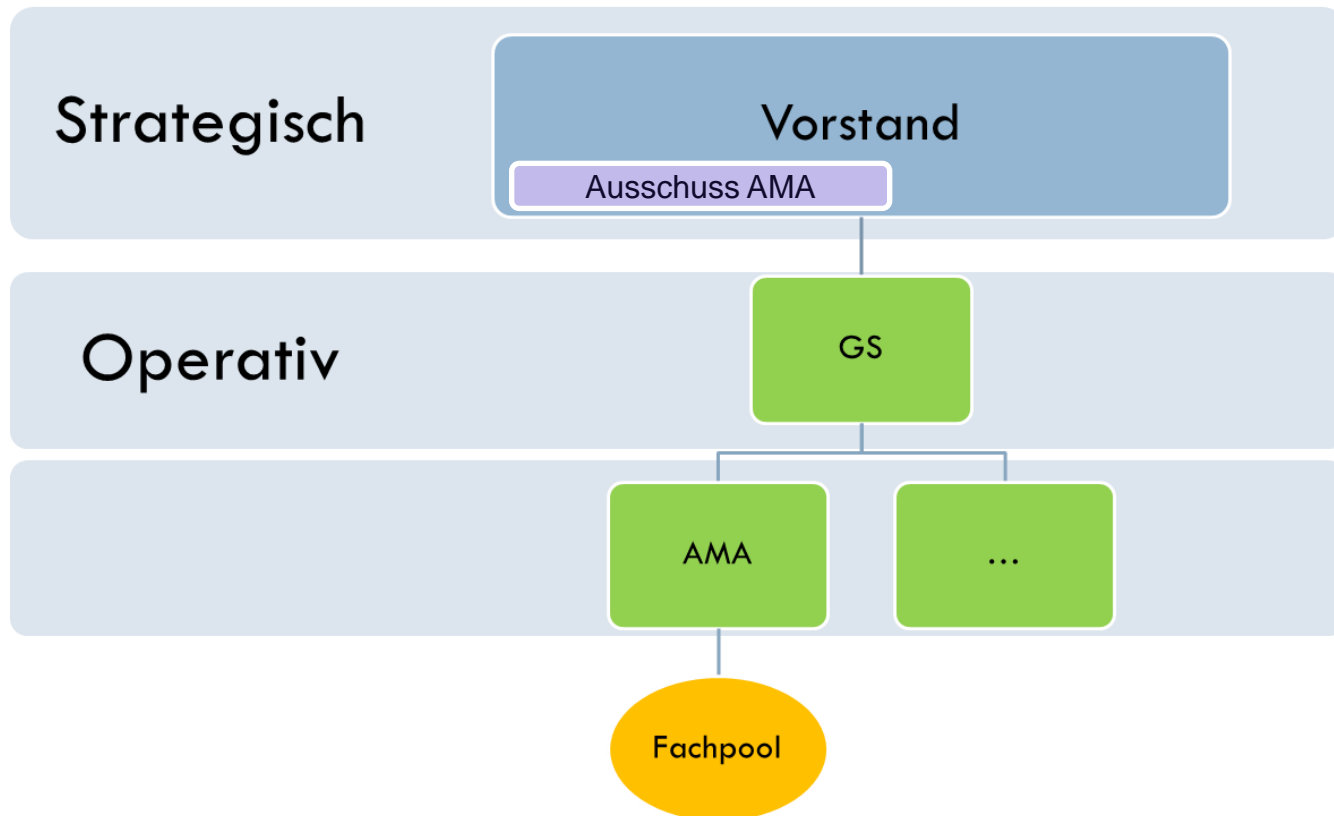 Strategisch
Vorstand
Ausschuss AMA
Operativ
GS
AMA
...
Fachpool